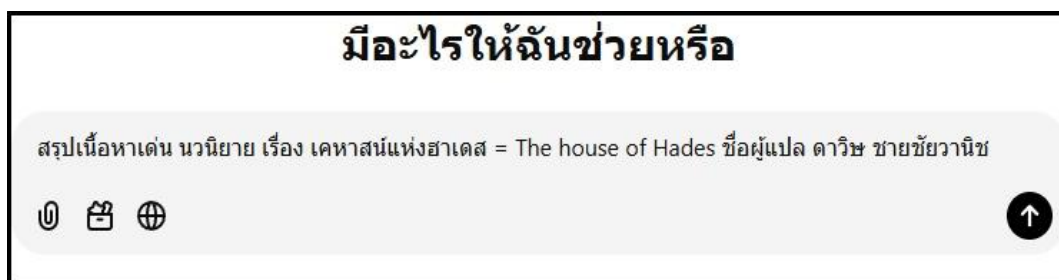 มีอะไรให้ฉันช่วยหรือ
สรุปเนื้อหาเด่น นวนิยาย เรื่อง เคหาสน์แห่งฮาเดส = The house of Hades ชื่อผู้แปล ดาวิษ ชายชัยวานิช